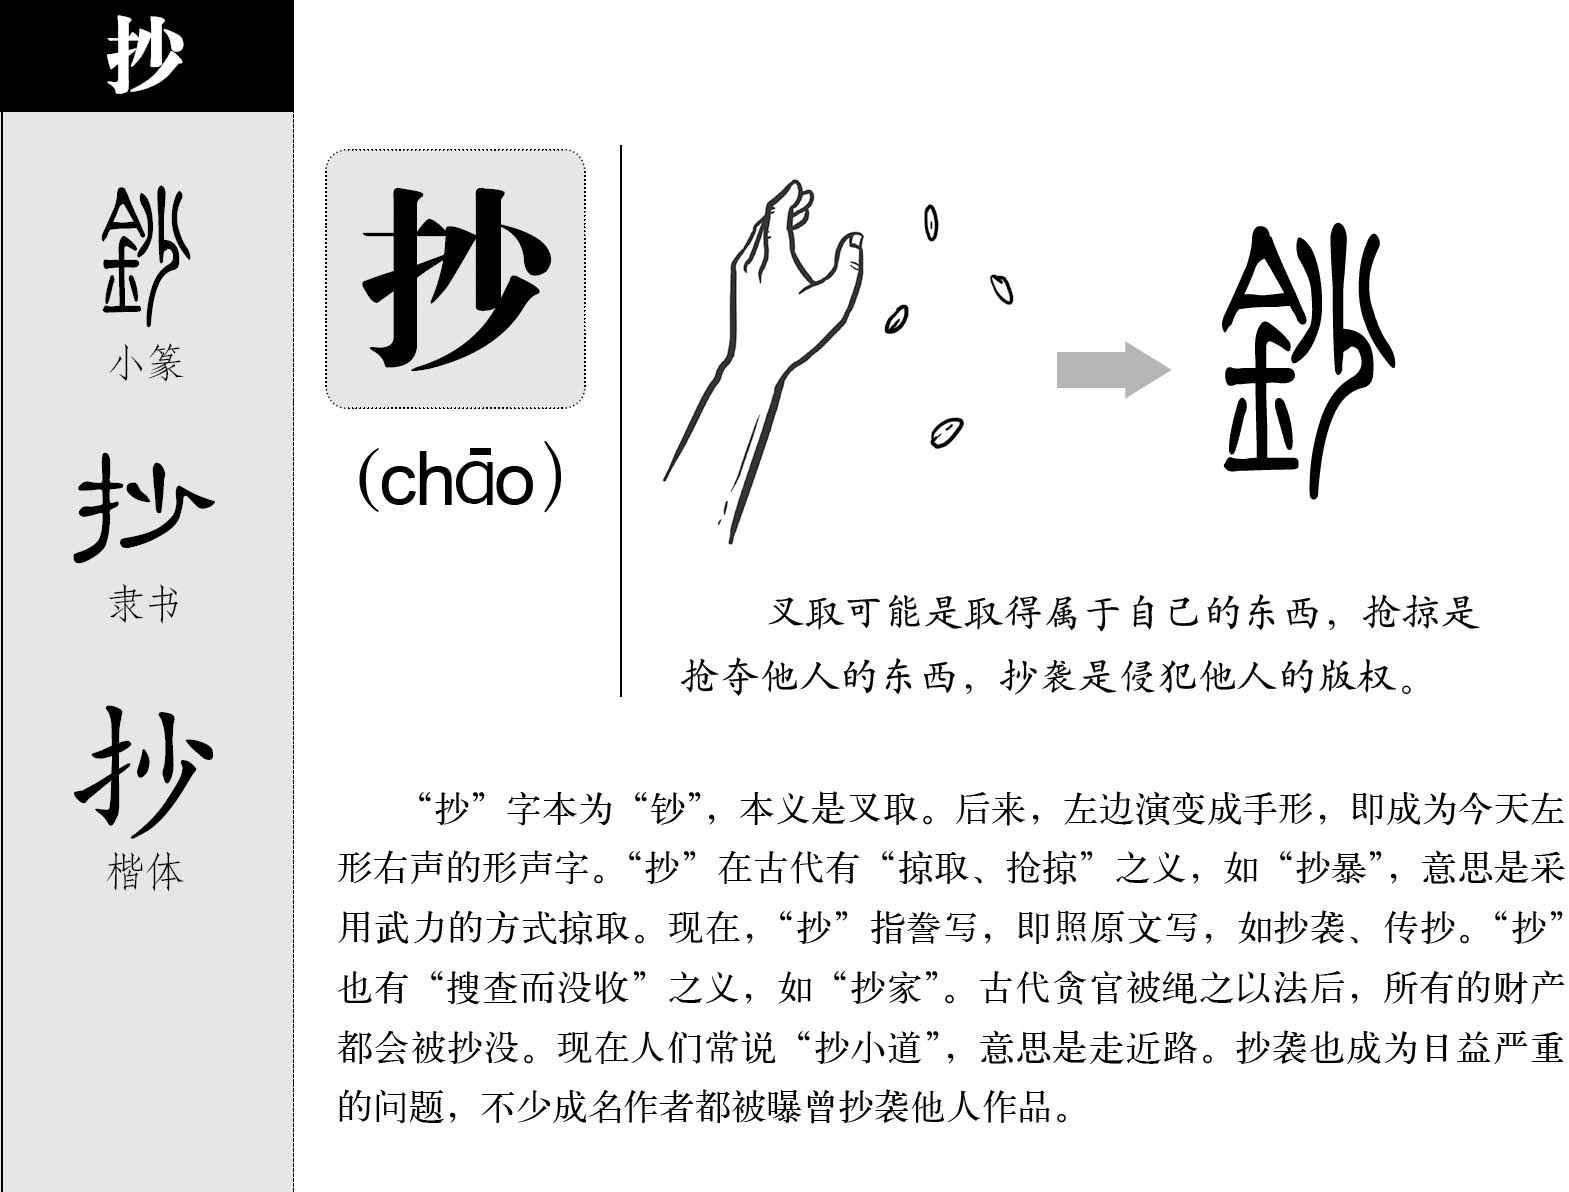 抄
鈔
小篆
抄
隶书
抄
楷体
抄
(chāo)
鈔
叉取可能是取得属于自己的东西，抢掠是
抢夺他人的东西，抄袭是侵犯他人的版权。
“抄”字本为“钞”，本义是叉取。后来，左边演变成手形，即成为今天左
形右声的形声字。“抄”在古代有“掠取、抢掠”之义，如“抄暴”，意思是采
用武力的方式掠取。现在，“抄”指誊写，即照原文写，如抄袭、传抄。“抄”
也有“搜查而没收”之义，如“抄家”。古代贪官被绳之以法后，所有的财产
都会被抄没。现在人们常说“抄小道”，意思是走近路。抄袭也成为日益严重
的问题，不少成名作者都被曝曾抄袭他人作品。